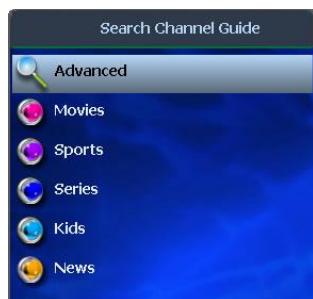 Search Channel Guide
Advanced
Movies
Sports
Series
Kids
News